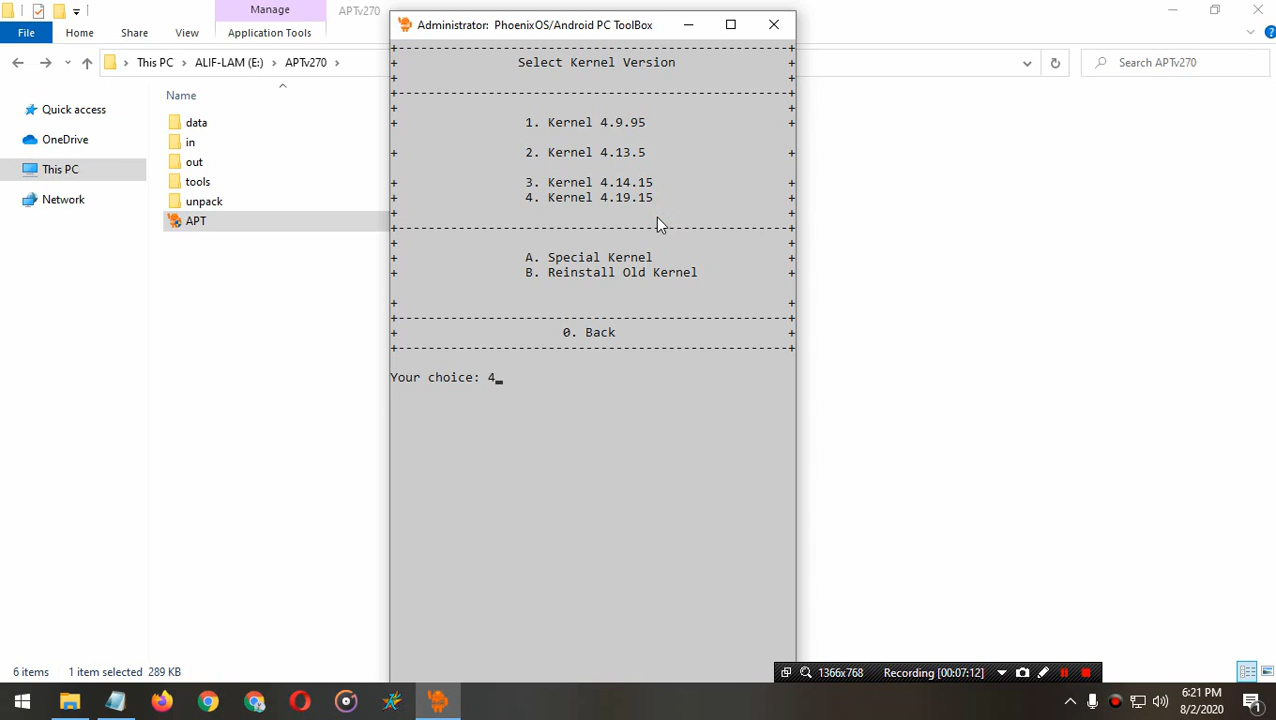 Manage
APTv270
Administrator: PhoenixOS/Android PC ToolBox
File
Home
Share
View
Application Tools
This PC
ALIF-LAM (E:)
APTv270
Search APTv270
Quick access
OneDrive
This PC
Network
Name
data
in
out
tools
unpack
APT
+-----------------------------------------------------+
+ Select Kernel Version +
+ +
+-----------------------------------------------------+
+ +
+ 1. Kernel 4.9.95 +
+ 2. Kernel 4.13.5 +
+ 3. Kernel 4.14.15 +
+ 4. Kernel 4.19.15 +
+ +
+-----------------------------------------------------+
+ +
+ A. Special Kernel +
+ B. Reinstall Old Kernel +
+ +
+-----------------------------------------------------+
+ 0. Back +
+-----------------------------------------------------+
Your choice: 4_
6 items 1 item selected 289 KB
1366x768 Recording [00:07:12]
6:21 PM
8/2/2020
1